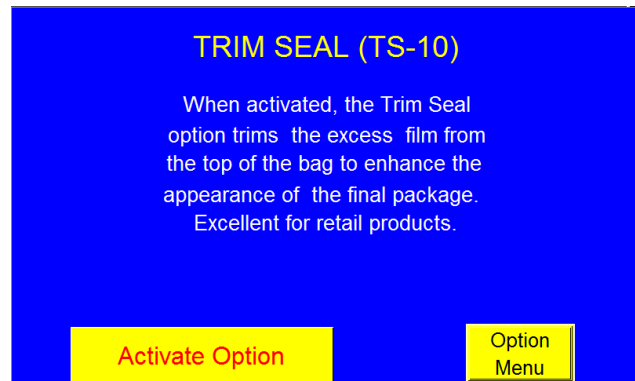 TRIM SEAL (TS-10)
When activated, the Trim Seal
option trims the excess film from
the top of the bag to enhance the
appearance of the final package.
Excellent for retail products.
Activate Option
Option
Menu